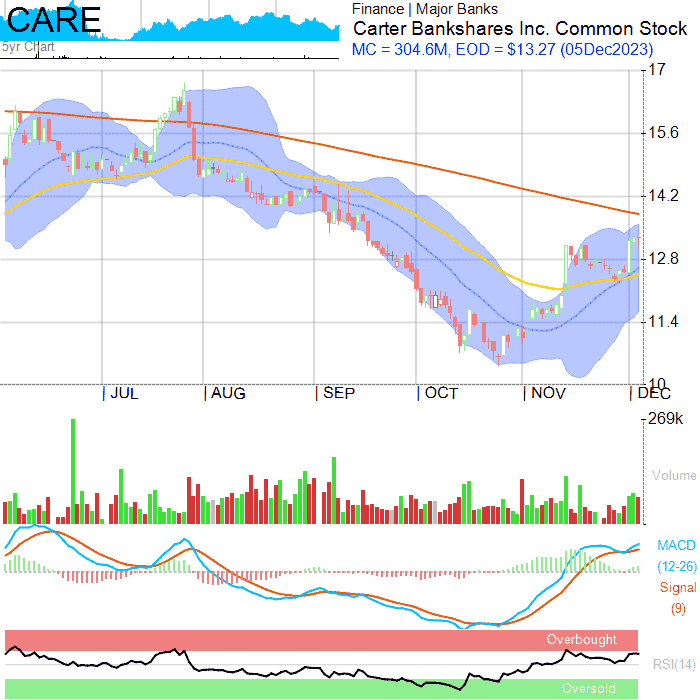 CARE
5yr Chart
Finance | Major Banks
Carter Bankshares Inc. Common Stock
MC = 304.6M, EOD = $13.27 (05Dec2023)
17
15.6
14.2
12.8
11.4
10
JUL AUG SEP OCT NOV DEC
269k
Volume
MACD
(12-26)
Signal
(9)
Overbought
RSI(14)
Oversold